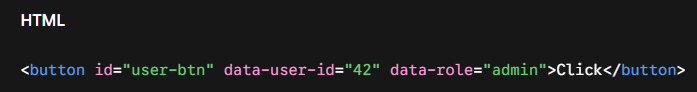 HTML
<button id="user-btn" data-user-id="42" data-role="admin">Click</button>